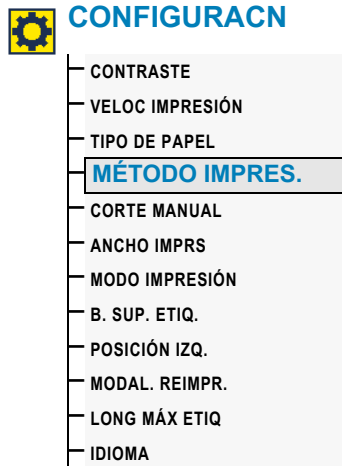 CONFIGURACN
CONTRASTE
VELOC IMPRESIÓN
TIPO DE PAPEL
MÉTODO IMPRES.
CORTE MANUAL
ANCHO IMPRS
MODO IMPRESIÓN
B. SUP. ETIQ.
POSICIÓN IZQ.
MODAL. REIMPR.
LONG MÁX ETIQ
IDIOMA